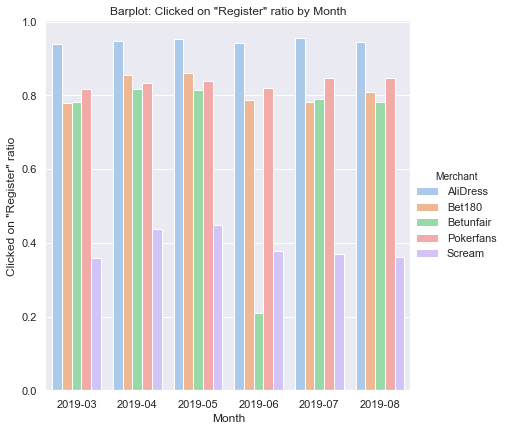 Barplot: Clicked on "Register" ratio by Month
1.0
0.8
0.6
0.4
0.2
0.0
Clicked on "Register" ratio
2019-03 2019-04 2019-05 2019-06 2019-07 2019-08
Month
Merchant
AliDress
Bet180
Betunfair
Pokerfans
Scream